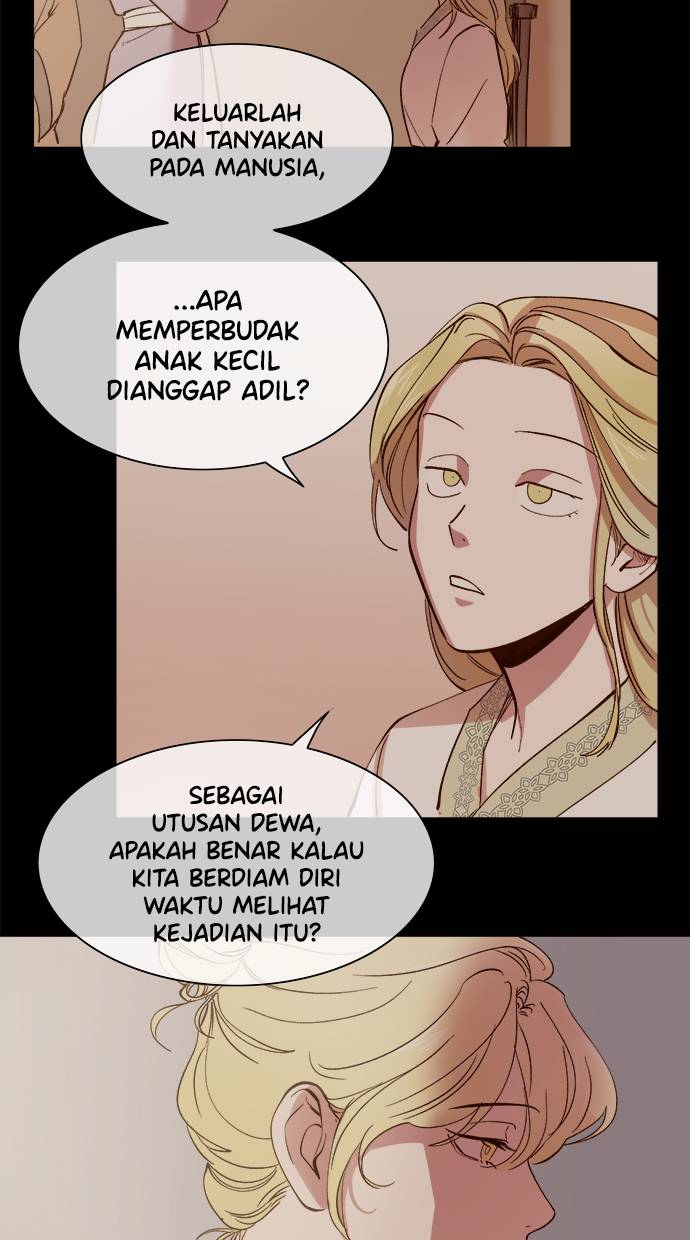 KELUARLAH
DAN TANYAKAN
PADA MANUSIA,
...APA
MEMPERBUDAK
ANAK KECIL
DIANGGAP ADIL?
SEBAGAI
UTUSAN DEWA,
APAKAH BENAR KALAU
KITA BERDIAM DIRI
WAKTU MELIHAT
KEJADIAN ITU?